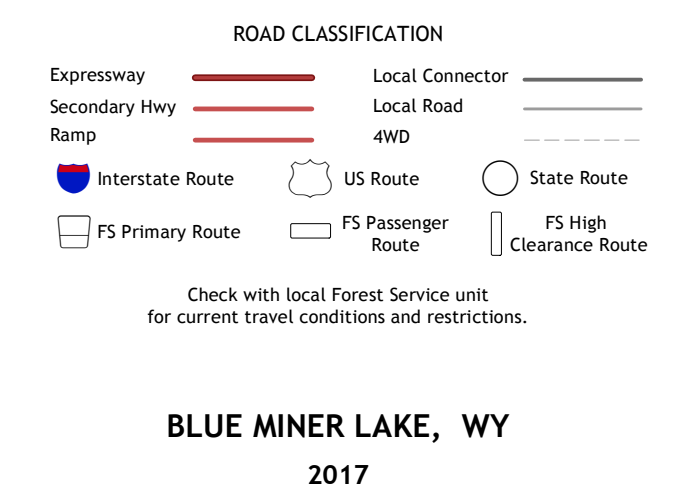 ROAD CLASSIFICATION
Expressway
Local Connector
Secondary Hwy
Local Road
Ramp
4WD
Interstate Route
US Route
State Route
FS Primary Route
FS Passenger
Route
FS High
Clearance Route
Check with local Forest Service unit
for current travel conditions and restrictions.
BLUE MINER LAKE, WY
2017